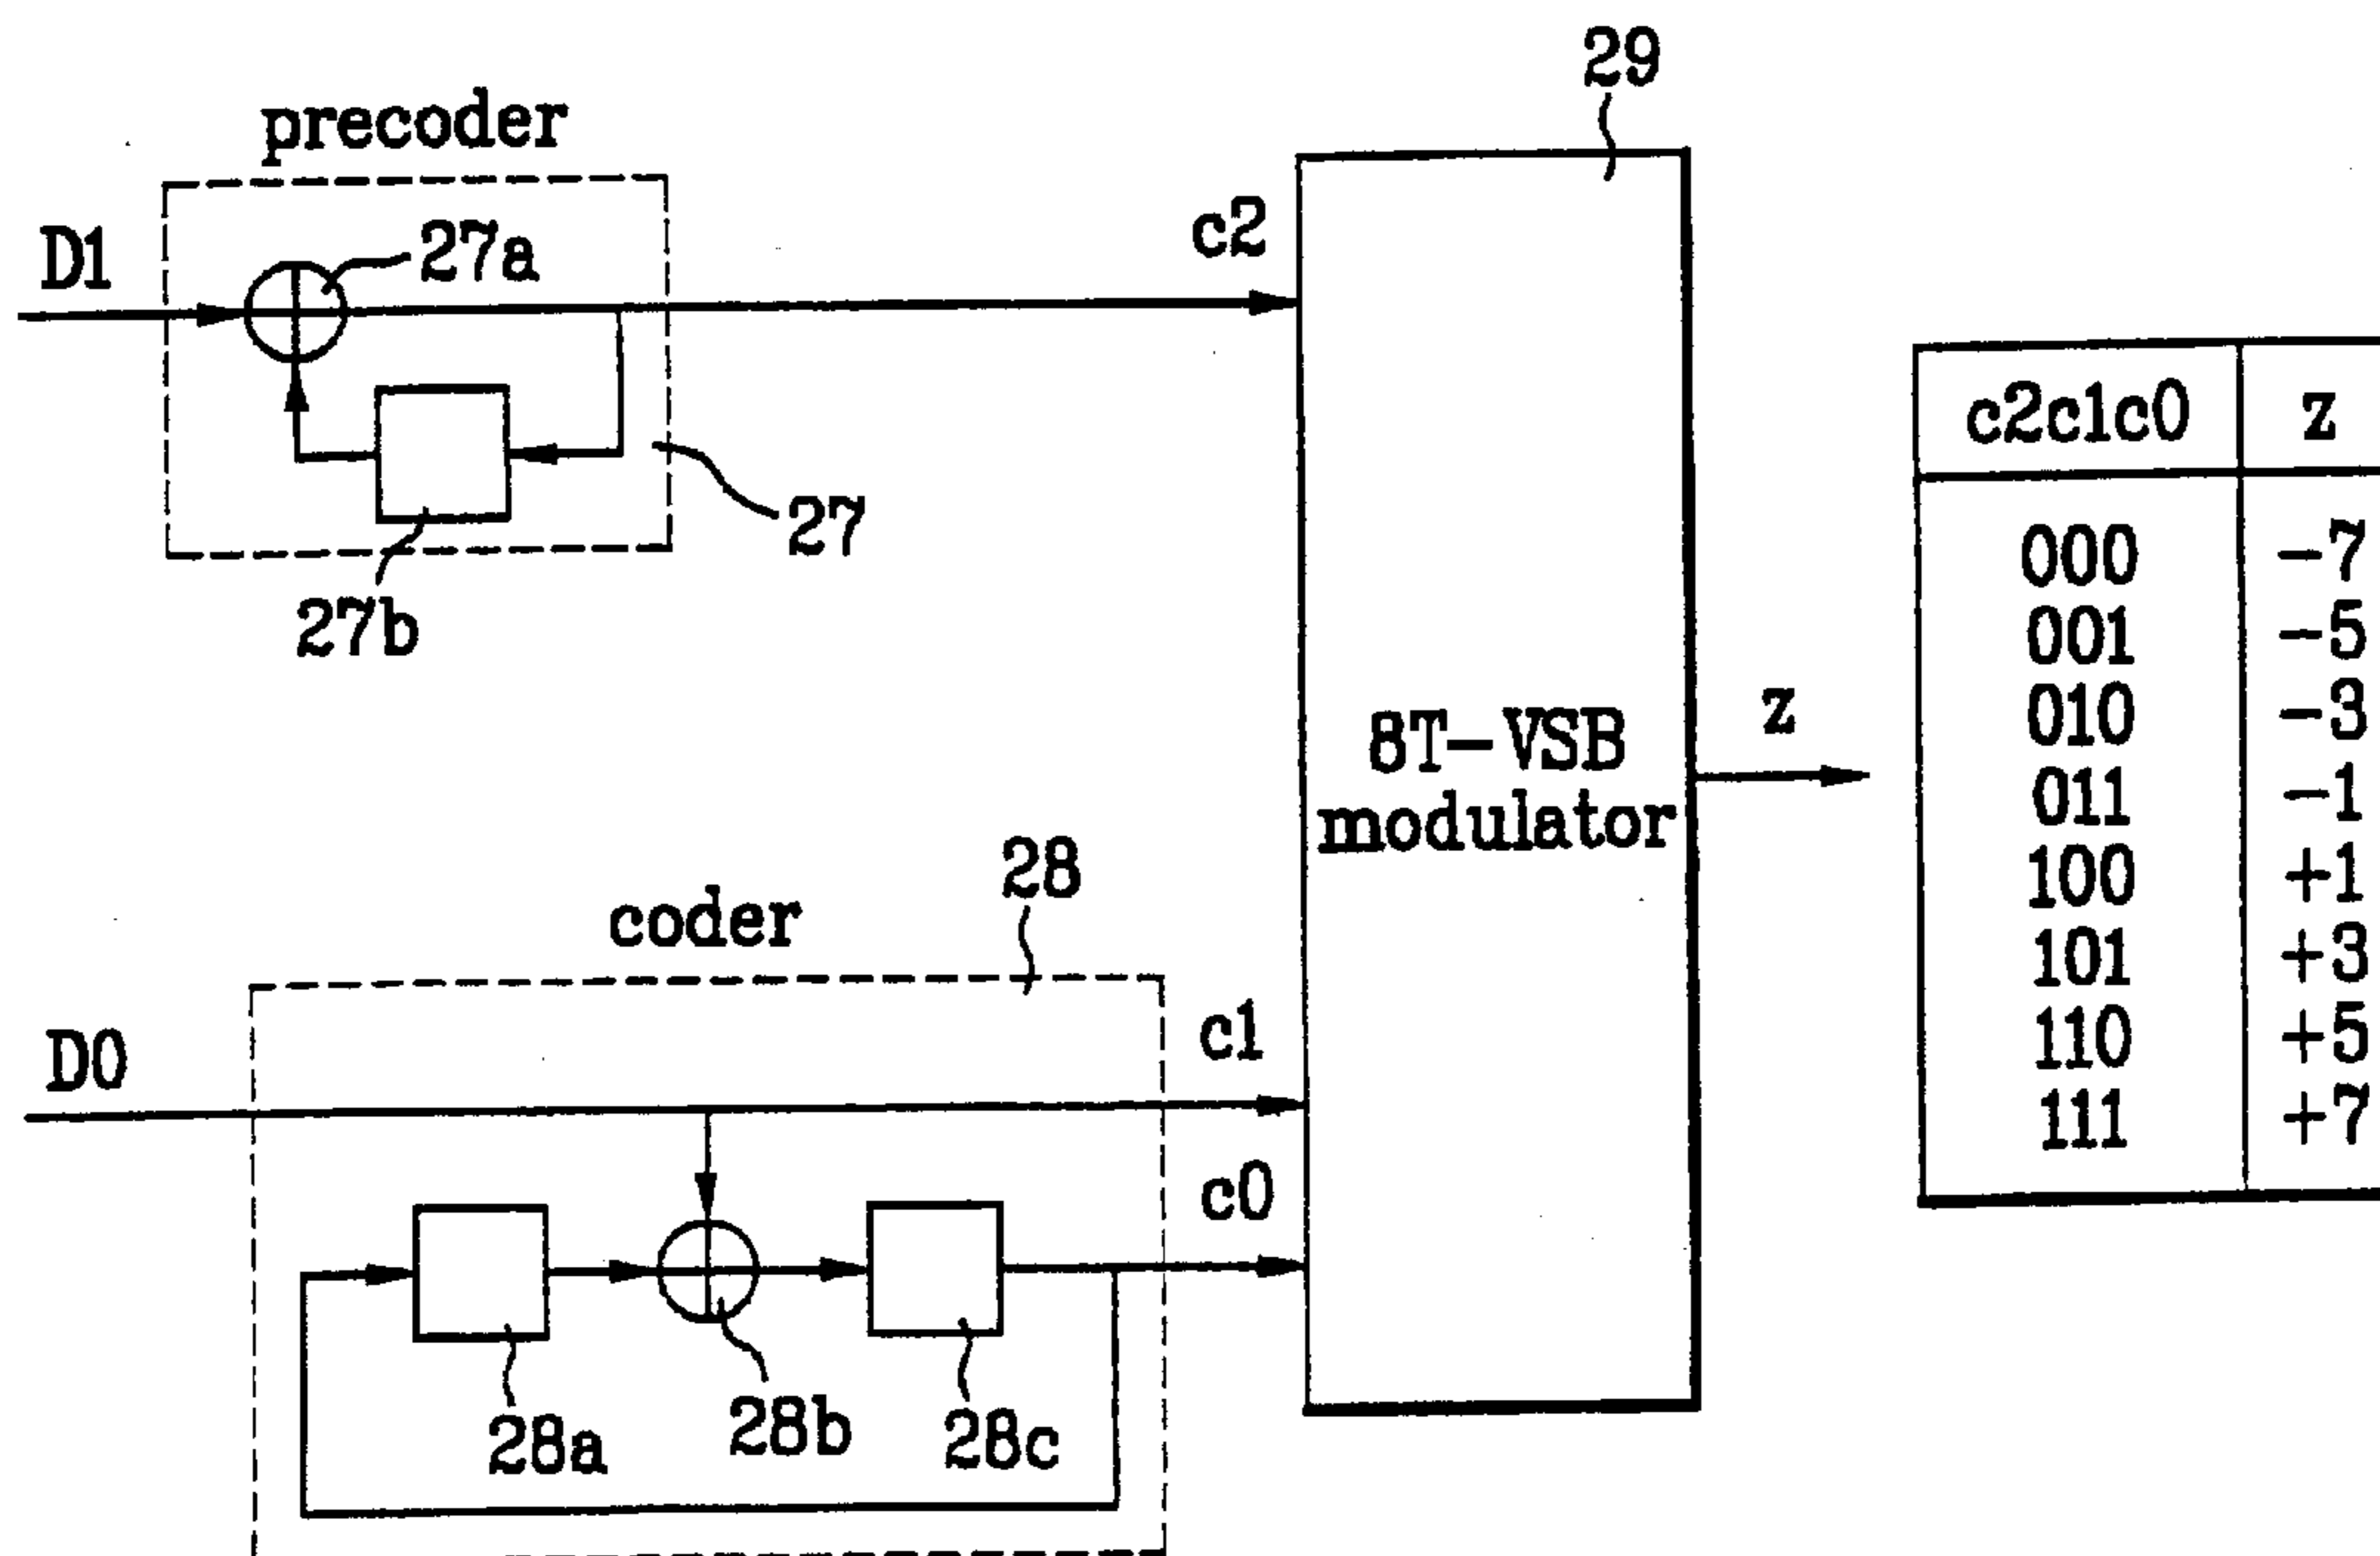 29
precoder
D1
27a
c2
27
27b
c2c1c0 z
000 -7
001 -5
010 -3
011 -1
100 +1
101 +3
110 +5
111 +7
8T-VSB
modulator
z
coder
28
D0
c1
c0
28a
28b
28c